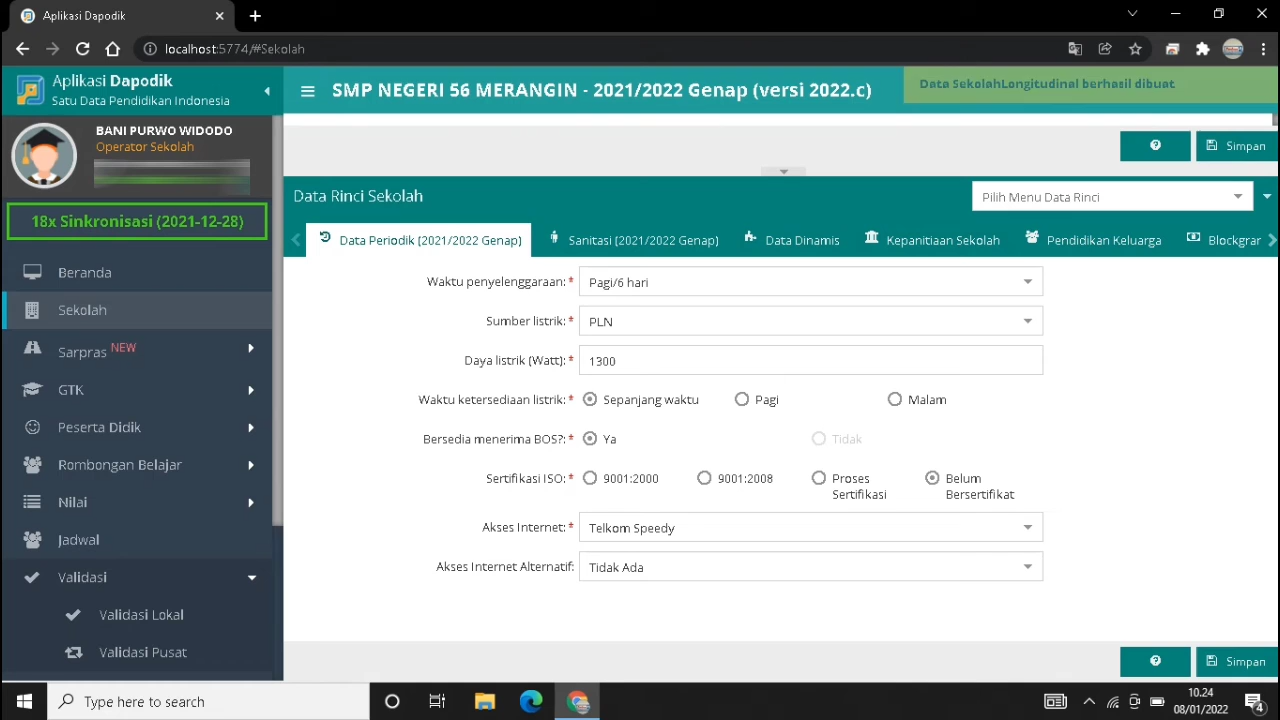 Aplikasi Dapodik
localhost:5774/#Sekolah
Aplikasi Dapodik
Satu Data Pendidikan Indonesia
SMP NEGERI 56 MERANGIN - 2021/2022 Genap (versi 2022.c)
Data SekolahLongitudinal berhasil dibuat
BANI PURWO WIDODO
Operator Sekolah
18x Sinkronisasi (2021-12-28)
Beranda
Sekolah
Sarpras NEW
GTK
Peserta Didik
Rombongan Belajar
Nilai
Jadwal
Validasi
Validasi Lokal
Validasi Pusat
? Simpan
Data Rinci Sekolah
Pilih Menu Data Rinci
Data Periodik (2021/2022 Genap) Sanitasi (2021/2022 Genap) Data Dinamis Kepanitiaan Sekolah Pendidikan Keluarga Blockgrar
Waktu penyelenggaraan: * Pagi/6 hari
Sumber listrik: * PLN
Daya listrik (Watt): * 1300
Waktu ketersediaan listrik: * Sepanjang waktu Pagi Malam
Bersedia menerima BOS?: * Ya Tidak
Sertifikasi ISO: * 9001:2000 9001:2008 Proses Sertifikasi Belum Bersertifikat
Akses Internet: * Telkom Speedy
Akses Internet Alternatif: Tidak Ada
? Simpan
Type here to search
10.24
08/01/2022
4